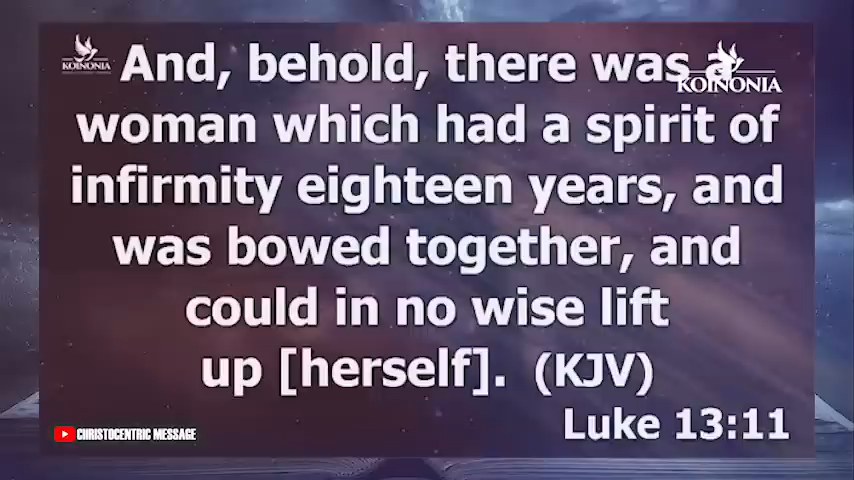 KOINONIA
And, behold, there was a
KOINONIA
woman which had a spirit of
infirmity eighteen years, and
was bowed together, and
could in no wise lift
up [herself]. (KJV)
Luke 13:11
CHRISTOCENTRIC MESSAGE